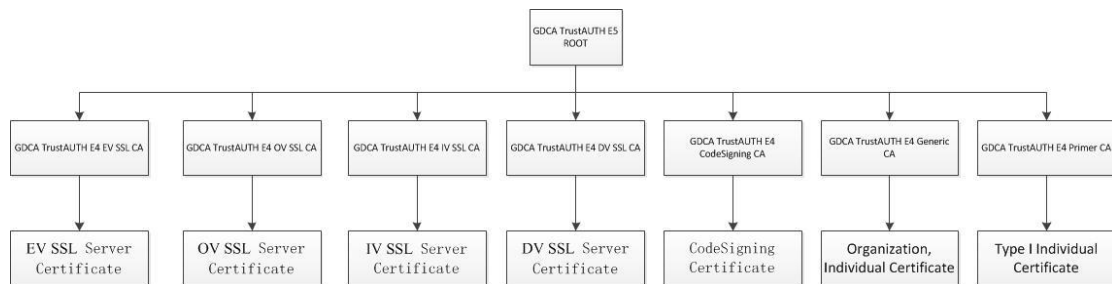 GDCA TrustAUTH E5
ROOT
GDCA TrustAUTH E4 EV SSL CA
GDCA TrustAUTH E4 OV SSL CA
GDCA TrustAUTH E4 IV SSL CA
GDCA TrustAUTH E4 DV SSL CA
GDCA TrustAUTH E4
CodeSigning CA
GDCA TrustAUTH E4 Generic
CA
GDCA TrustAUTH E4 Primer CA
EV SSL Server
Certificate
OV SSL Server
Certificate
IV SSL Server
Certificate
DV SSL Server
Certificate
CodeSigning
Certificate
Organization,
Individual Certificate
Type I Individual
Certificate